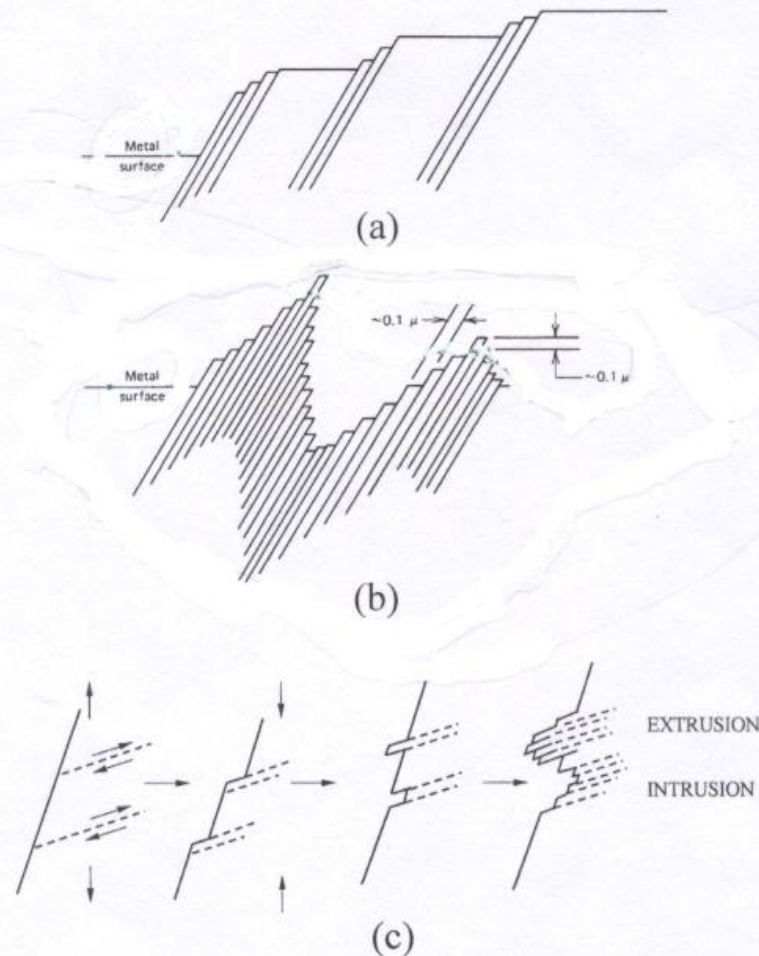 Metal
surface
(a)
~0.1 μ
~0.1 μ
Metal
surface
(b)
EXTRUSION
INTRUSION
(c)